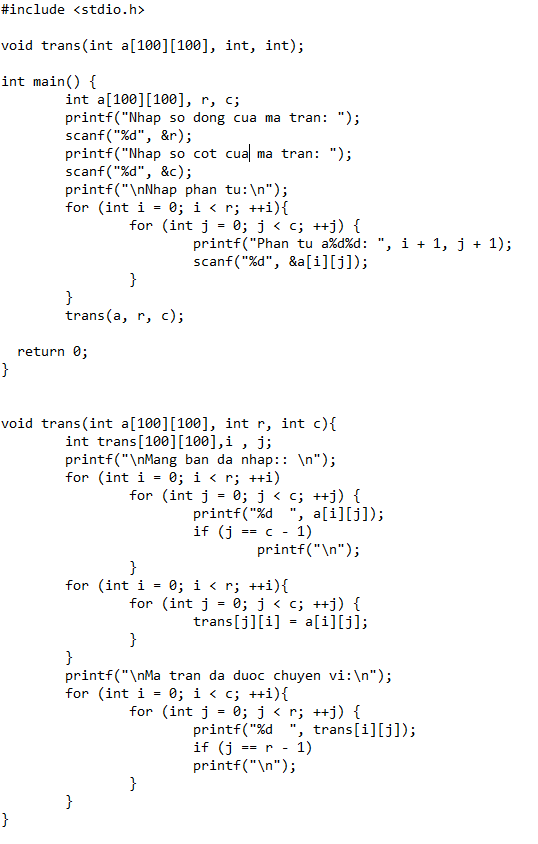 #include <stdio.h>

void trans(int a[100][100], int, int);

int main() {
        int a[100][100], r, c;
        printf("Nhap so dong cua ma tran: ");
        scanf("%d", &r);
        printf("Nhap so cot cua ma tran: ");
        scanf("%d", &c);
        printf("\nNhap phan tu:\n");
        for (int i = 0; i < r; ++i){
                for (int j = 0; j < c; ++j) {
                        printf("Phan tu a%d%d: ", i + 1, j + 1);
                        scanf("%d", &a[i][j]);
                }
        }
        trans(a, r, c);

  return 0;
}


void trans(int a[100][100], int r, int c){
        int trans[100][100],i , j;
        printf("\nMang ban da nhap:: \n");
        for (int i = 0; i < r; ++i)
                for (int j = 0; j < c; ++j) {
                        printf("%d  ", a[i][j]);
                        if (j == c - 1)
                                printf("\n");
                }
        for (int i = 0; i < r; ++i){
                for (int j = 0; j < c; ++j) {
                        trans[j][i] = a[i][j];
                }
        }
        printf("\nMa tran da duoc chuyen vi:\n");
        for (int i = 0; i < c; ++i){
                for (int j = 0; j < r; ++j) {
                        printf("%d  ", trans[i][j]);
                        if (j == r - 1)
                        printf("\n");
                }
        }
}